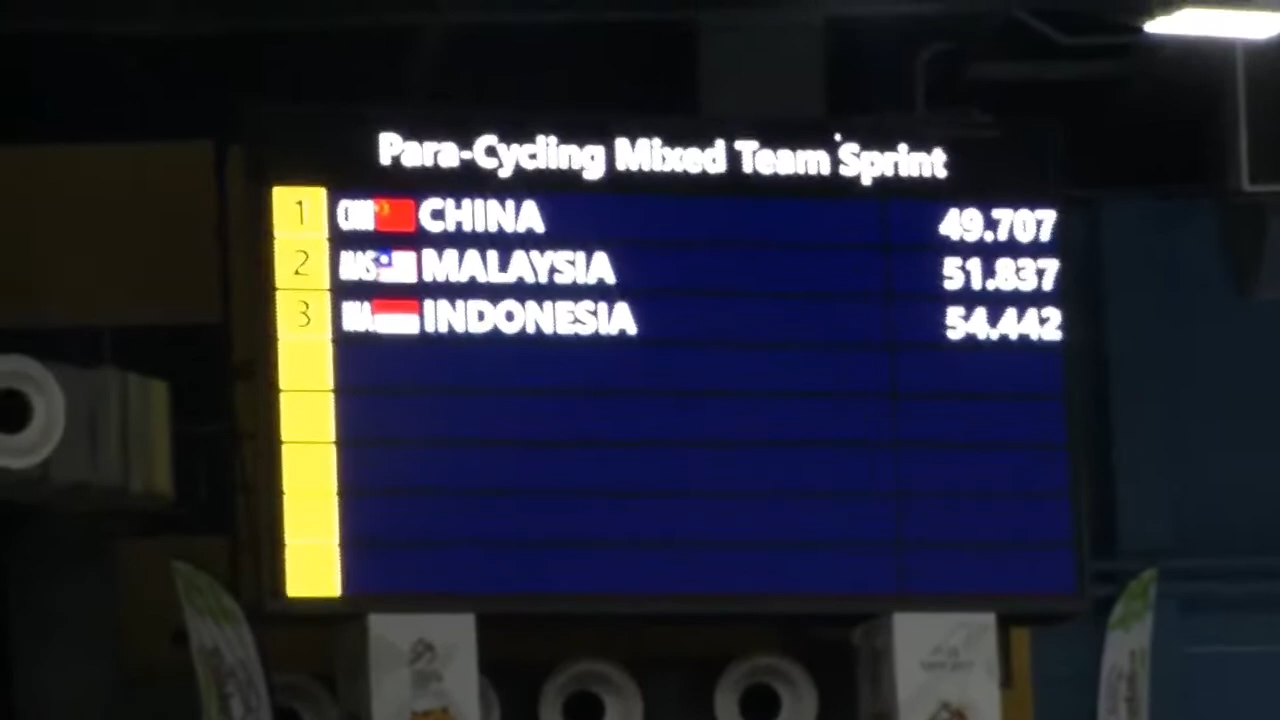 Para-Cycling Mixed Team Sprint
1 CHN CHINA 49.707
2 MAS MALAYSIA 51.837
3 INA INDONESIA 54.442